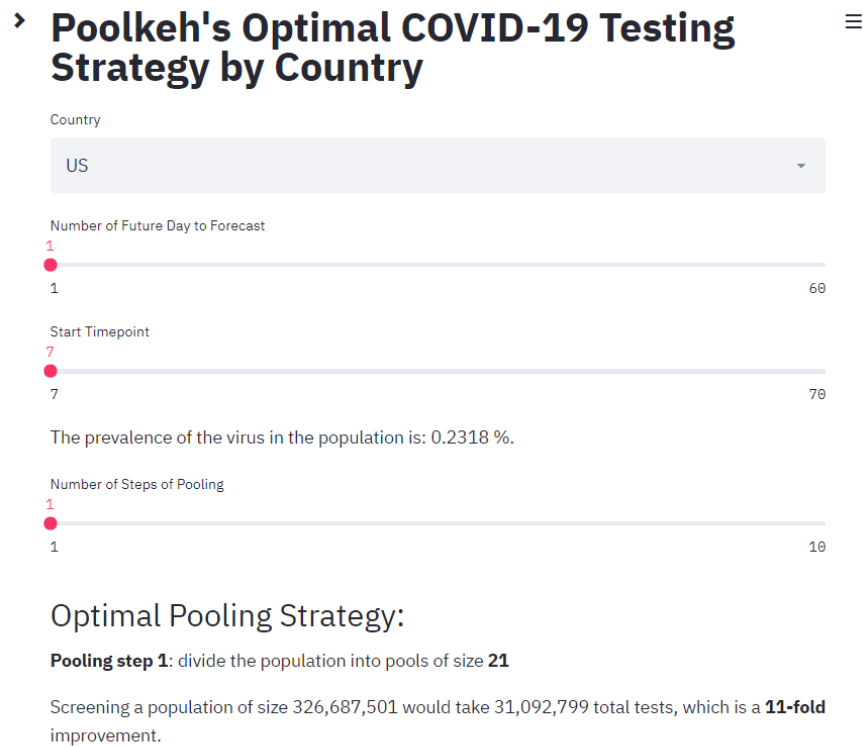 Poolkeh's Optimal COVID-19 Testing
Strategy by Country
Country
US
Number of Future Day to Forecast
1
1 60
Start Timepoint
7
7 70
The prevalence of the virus in the population is: 0.2318 %.
Number of Steps of Pooling
1
1 10
Optimal Pooling Strategy:
Pooling step 1: divide the population into pools of size 21
Screening a population of size 326,687,501 would take 31,092,799 total tests, which is a 11-fold
improvement.